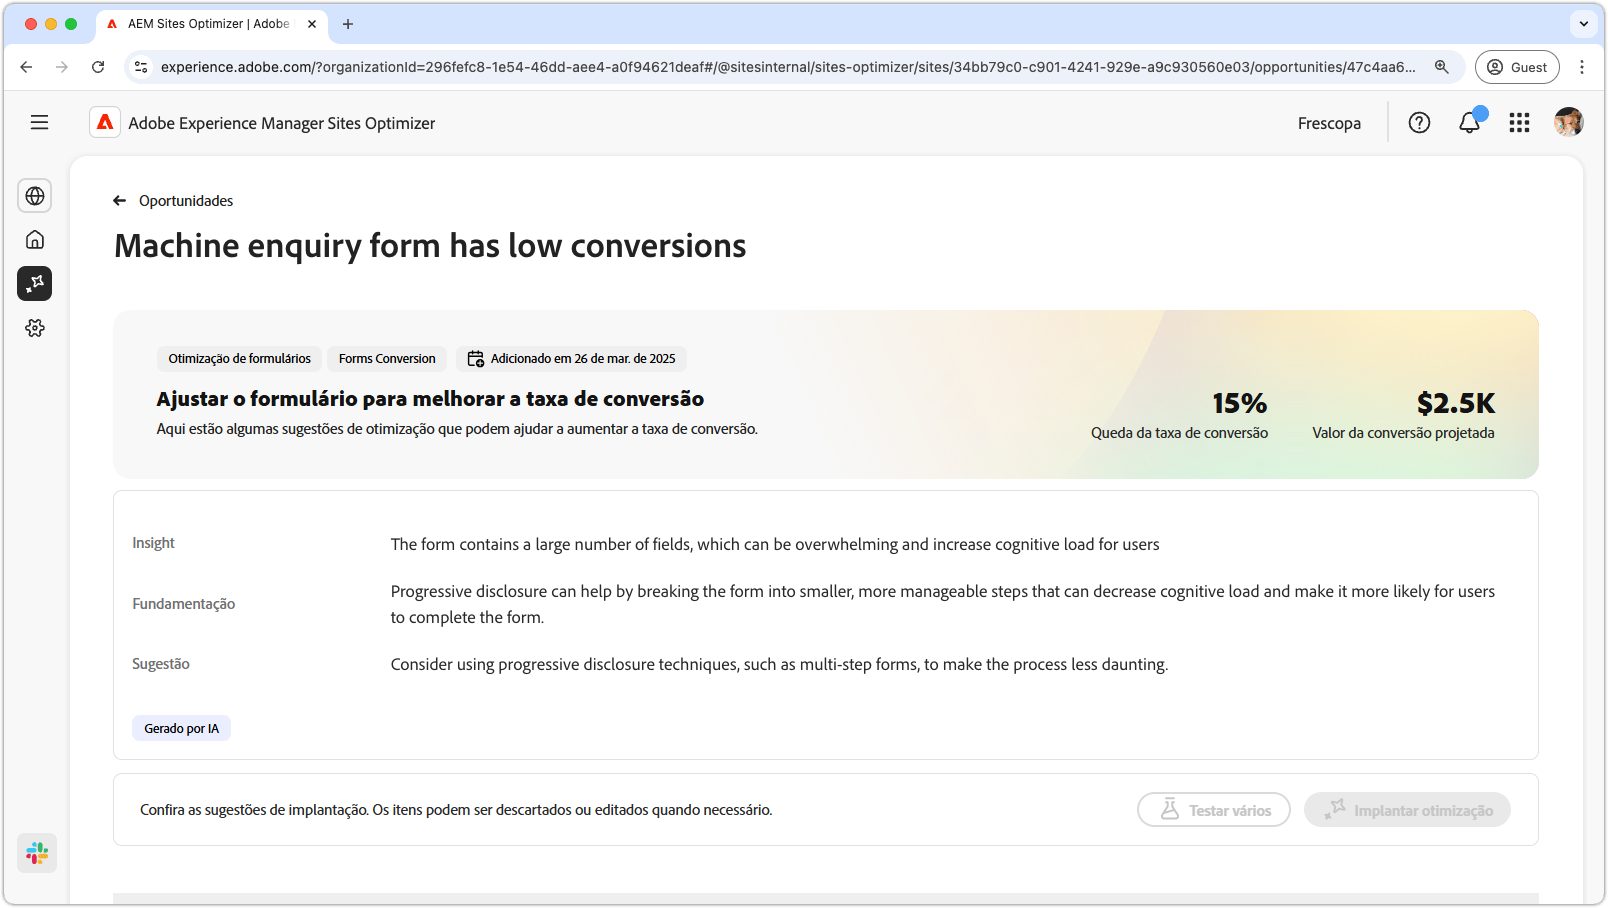 AEM Sites Optimizer | Adobe
experience.adobe.com/?organizationId=296fefc8-1e54-46dd-aee4-a0f94621deaf#/@sitesinternal/sites-optimizer/sites/34bb79c0-c901-4241-929e-a9c930560e03/opportunities/47c4aa6...
Guest
Adobe Experience Manager Sites Optimizer
Frescopa
Oportunidades
Machine enquiry form has low conversions
Otimização de formulários
Forms Conversion
Adicionado em 26 de mar. de 2025
Ajustar o formulário para melhorar a taxa de conversão
Aqui estão algumas sugestões de otimização que podem ajudar a aumentar a taxa de conversão.
15%
Queda da taxa de conversão
$2.5K
Valor da conversão projetada
Insight
The form contains a large number of fields, which can be overwhelming and increase cognitive load for users
Fundamentação
Progressive disclosure can help by breaking the form into smaller, more manageable steps that can decrease cognitive load and make it more likely for users
to complete the form.
Sugestão
Consider using progressive disclosure techniques, such as multi-step forms, to make the process less daunting.
Gerado por IA
Confira as sugestões de implantação. Os itens podem ser descartados ou editados quando necessário.
Testar vários
Implantar otimização